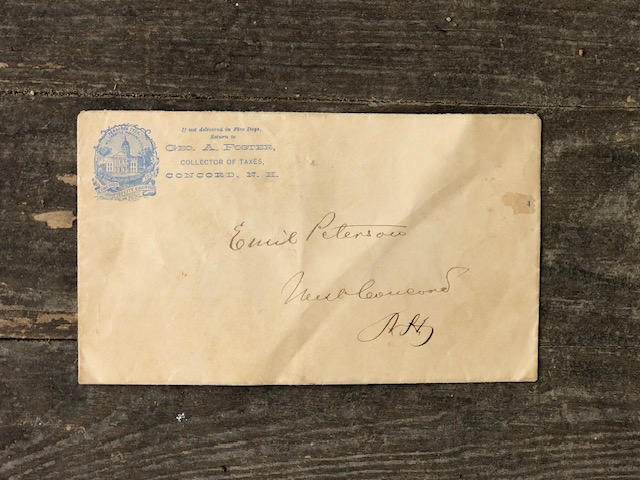 If not delivered in Five Days,
Return to
GEO. A. FOSTER,
COLLECTOR OF TAXES,
CONCORD, N. H.
Emil Peterson
West Concord
N H